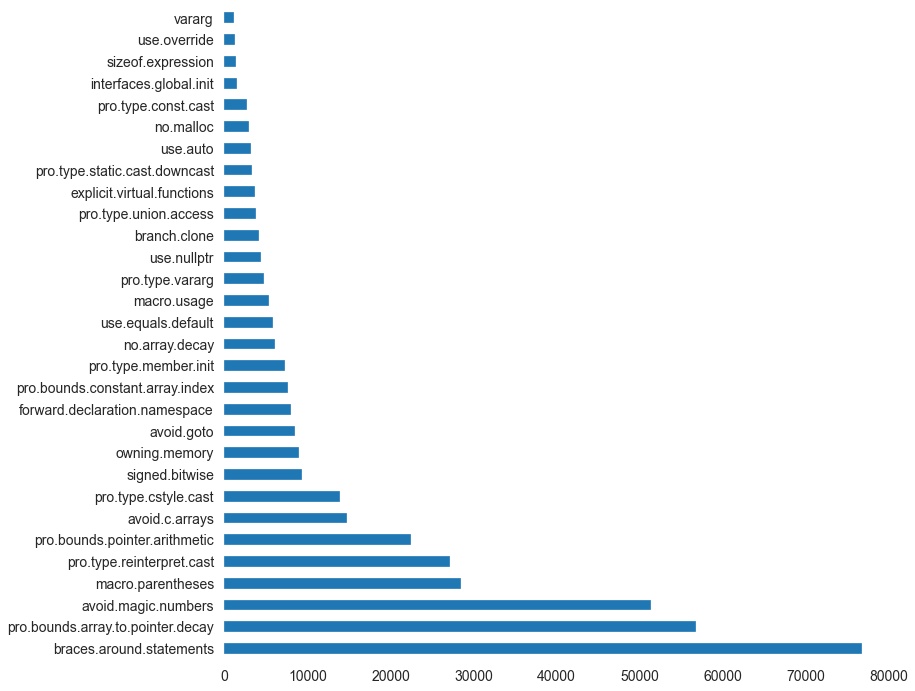 vararg
use.override
sizeof.expression
interfaces.global.init
pro.type.const.cast
no.malloc
use.auto
pro.type.static.cast.downcast
explicit.virtual.functions
pro.type.union.access
branch.clone
use.nullptr
pro.type.vararg
macro.usage
use.equals.default
no.array.decay
pro.type.member.init
pro.bounds.constant.array.index
forward.declaration.namespace
avoid.goto
owning.memory
signed.bitwise
pro.type.cstyle.cast
avoid.c.arrays
pro.bounds.pointer.arithmetic
pro.type.reinterpret.cast
macro.parentheses
avoid.magic.numbers
pro.bounds.array.to.pointer.decay
braces.around.statements
0 10000 20000 30000 40000 50000 60000 70000 80000